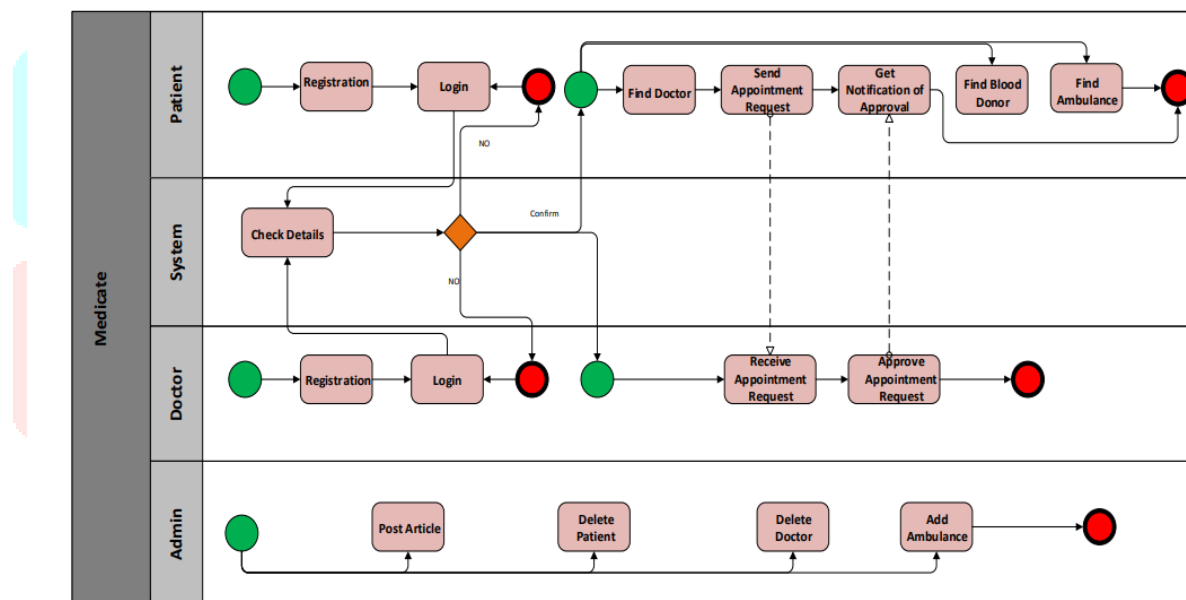 Medicate
Patient
Registration
Login
NO
Find Doctor
Send
Appointment
Request
Get
Notification of
Approval
Find Blood
Donor
Find
Ambulance
System
Check Details
Confirm
NO
Doctor
Registration
Login
Receive
Appointment
Request
Approve
Appointment
Request
Admin
Post Article
Delete
Patient
Delete
Doctor
Add
Ambulance